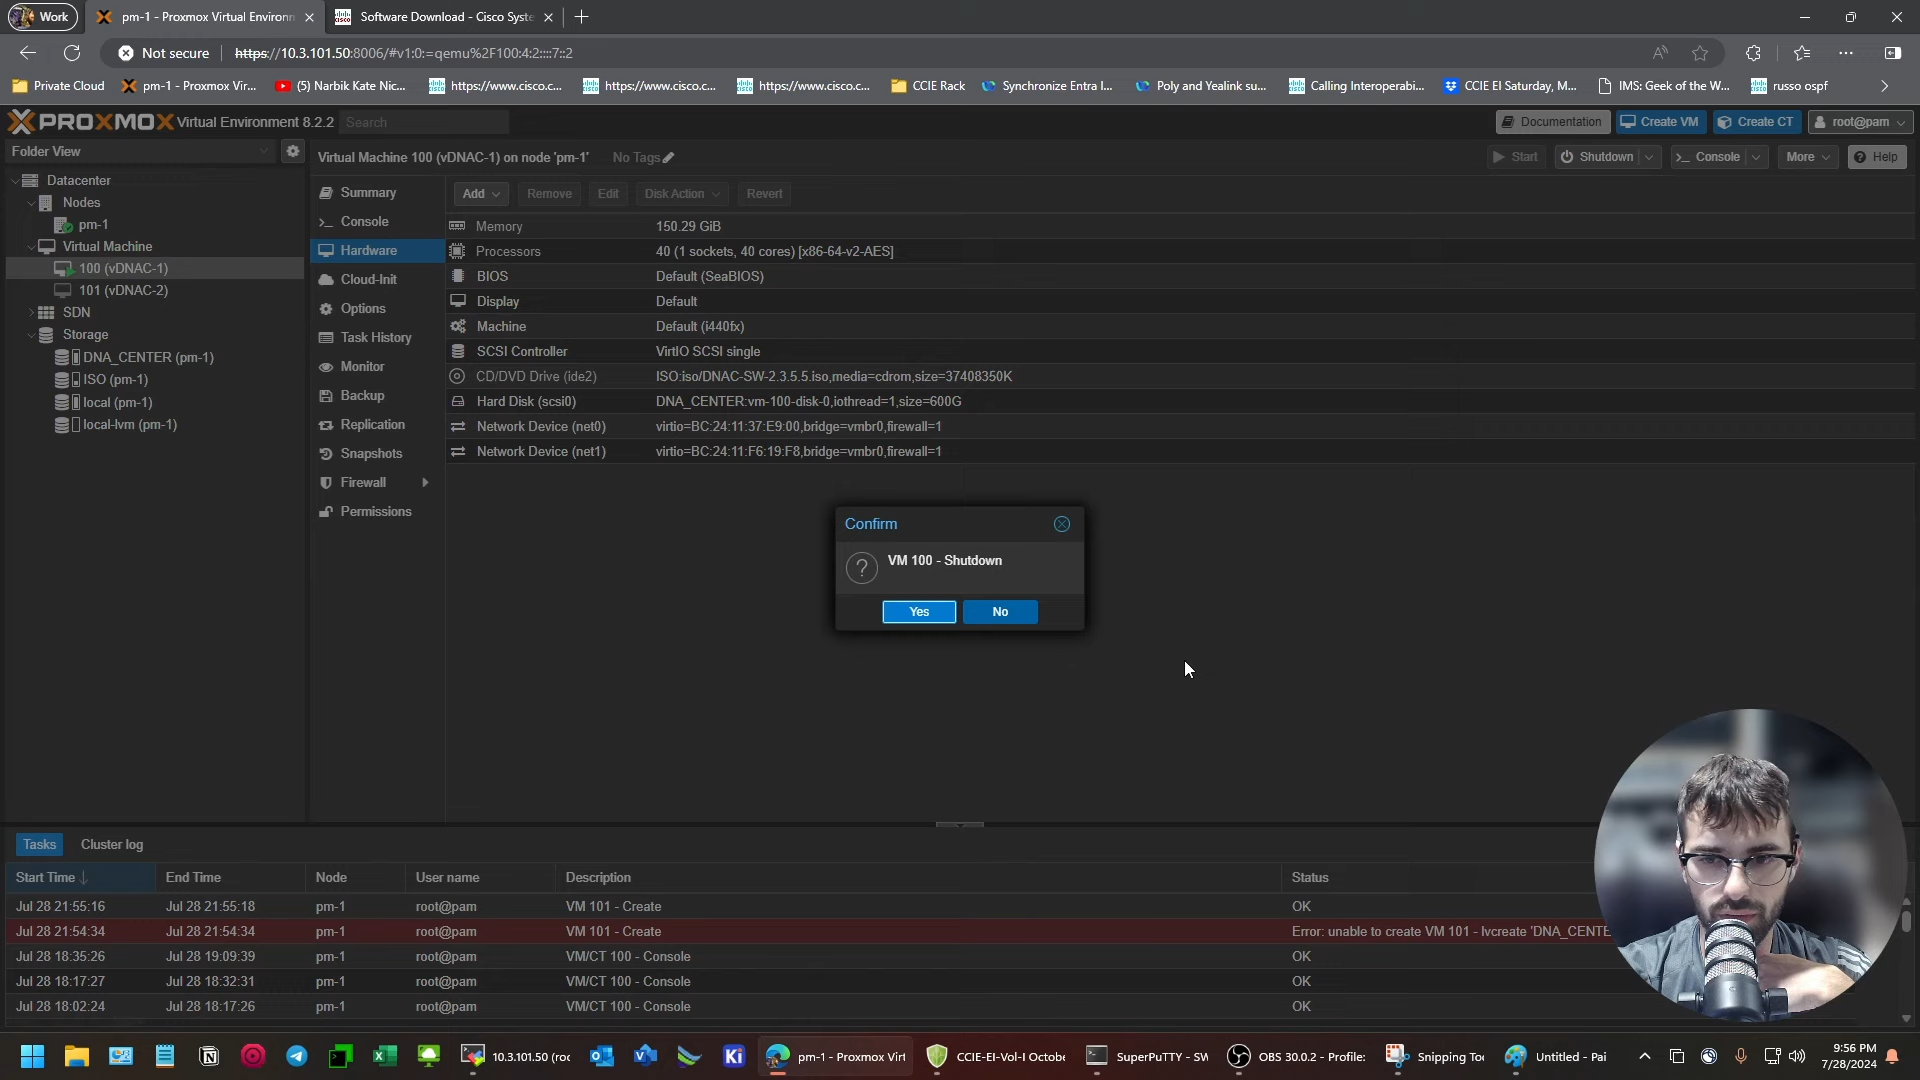 Work
pm-1 - Proxmox Virtual Environm
Software Download - Cisco Syste
Not secure
https://10.3.101.50:8006/#v1:0:=qemu%2F100:4:2::::7::2
Private Cloud
pm-1 - Proxmox Vir...
(5) Narbik Kate Nic...
https://www.cisco.c...
https://www.cisco.c...
https://www.cisco.c...
CCIE Rack
Synchronize Entra I...
Poly and Yealink su...
Calling Interoperabi...
CCIE EI Saturday, M...
IMS: Geek of the W...
russo ospf
PROXMOX Virtual Environment 8.2.2
Search
Documentation
Create VM
Create CT
root@pam
Folder View
Virtual Machine 100 (vDNAC-1) on node 'pm-1'
No Tags
Start
Shutdown
Console
More
Help
Datacenter
Nodes
pm-1
Virtual Machine
100 (vDNAC-1)
101 (vDNAC-2)
SDN
Storage
DNA_CENTER (pm-1)
ISO (pm-1)
local (pm-1)
local-lvm (pm-1)
Summary
Console
Hardware
Cloud-Init
Options
Task History
Monitor
Backup
Replication
Snapshots
Firewall
Permissions
Add
Remove
Edit
Disk Action
Revert
Memory 150.29 GiB
Processors 40 (1 sockets, 40 cores) [x86-64-v2-AES]
BIOS Default (SeaBIOS)
Display Default
Machine Default (i440fx)
SCSI Controller VirtIO SCSI single
CD/DVD Drive (ide2) ISO:iso/DNAC-SW-2.3.5.5.iso,media=cdrom,size=37408350K
Hard Disk (scsi0) DNA_CENTER:vm-100-disk-0,iothread=1,size=600G
Network Device (net0) virtio=BC:24:11:37:E9:00,bridge=vmbr0,firewall=1
Network Device (net1) virtio=BC:24:11:F6:19:F8,bridge=vmbr0,firewall=1
Confirm
VM 100 - Shutdown
Yes
No
Tasks
Cluster log
Start Time End Time Node User name Description Status
Jul 28 21:55:16 Jul 28 21:55:18 pm-1 root@pam VM 101 - Create OK
Jul 28 21:54:34 Jul 28 21:54:34 pm-1 root@pam VM 101 - Create Error: unable to create VM 101 - lvcreate 'DNA_CENTE
Jul 28 18:35:26 Jul 28 19:09:39 pm-1 root@pam VM/CT 100 - Console OK
Jul 28 18:17:27 Jul 28 18:32:31 pm-1 root@pam VM/CT 100 - Console OK
Jul 28 18:02:24 Jul 28 18:17:26 pm-1 root@pam VM/CT 100 - Console OK
10.3.101.50 (roc
Ki
pm-1 - Proxmox Virt
CCIE-EI-Vol-I Octobe
SuperPuTTY - SW
OBS 30.0.2 - Profile:
Snipping To
Untitled - Pai
9:56 PM
7/28/2024